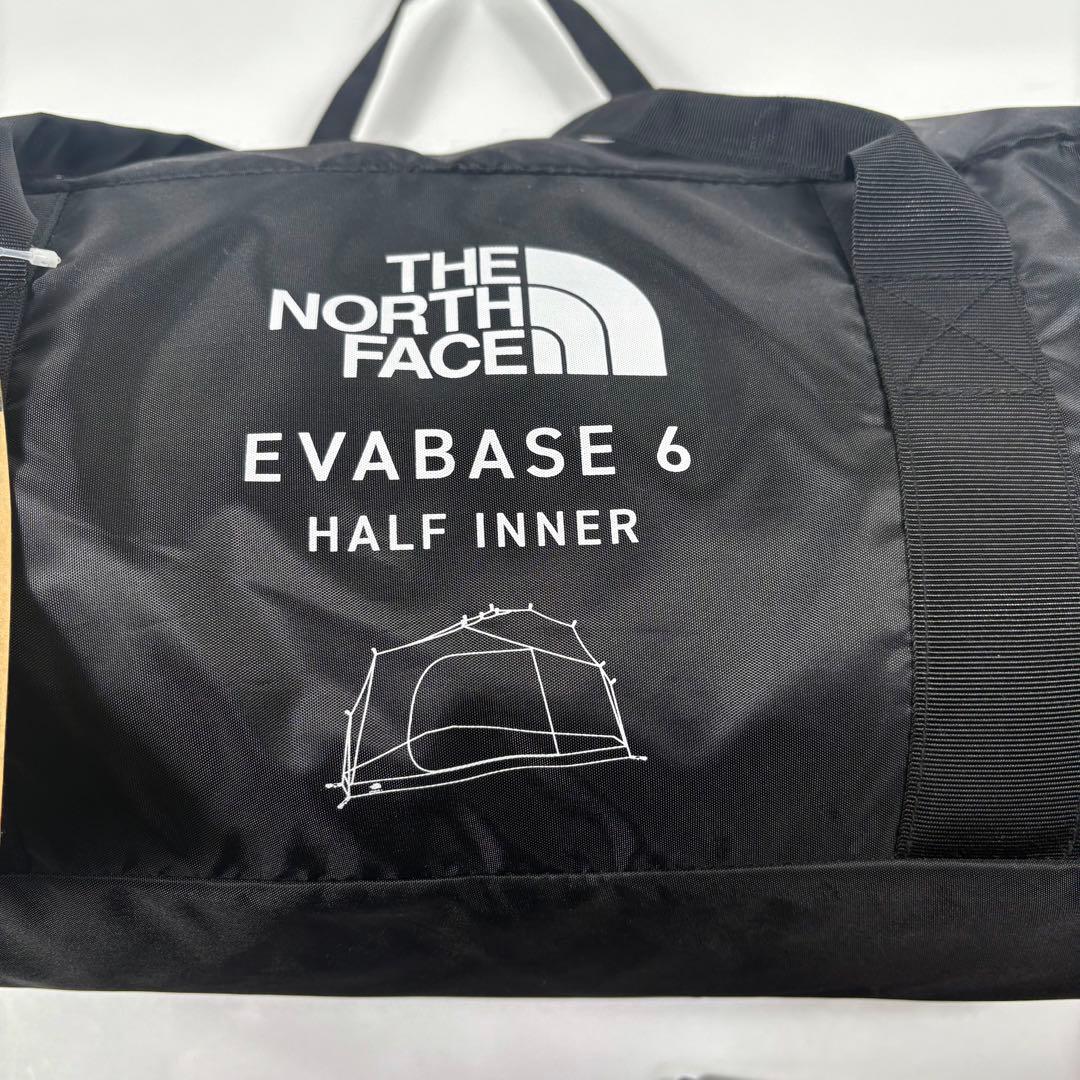 THE
NORTH
FACE
EVABASE 6
HALF INNER